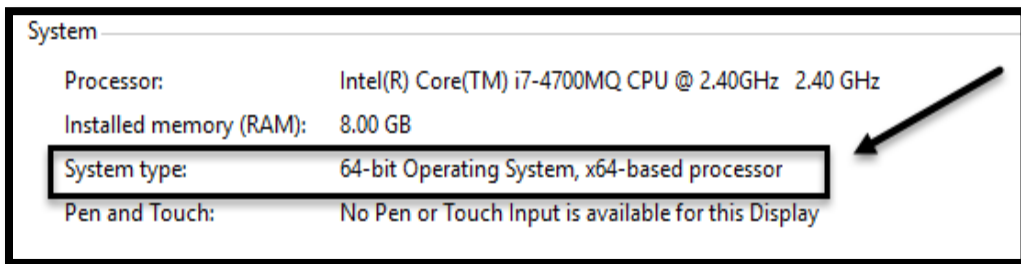 System
Processor: Intel(R) Core(TM) i7-4700MQ CPU @ 2.40GHz 2.40 GHz
Installed memory (RAM): 8.00 GB
System type: 64-bit Operating System, x64-based processor
Pen and Touch: No Pen or Touch Input is available for this Display